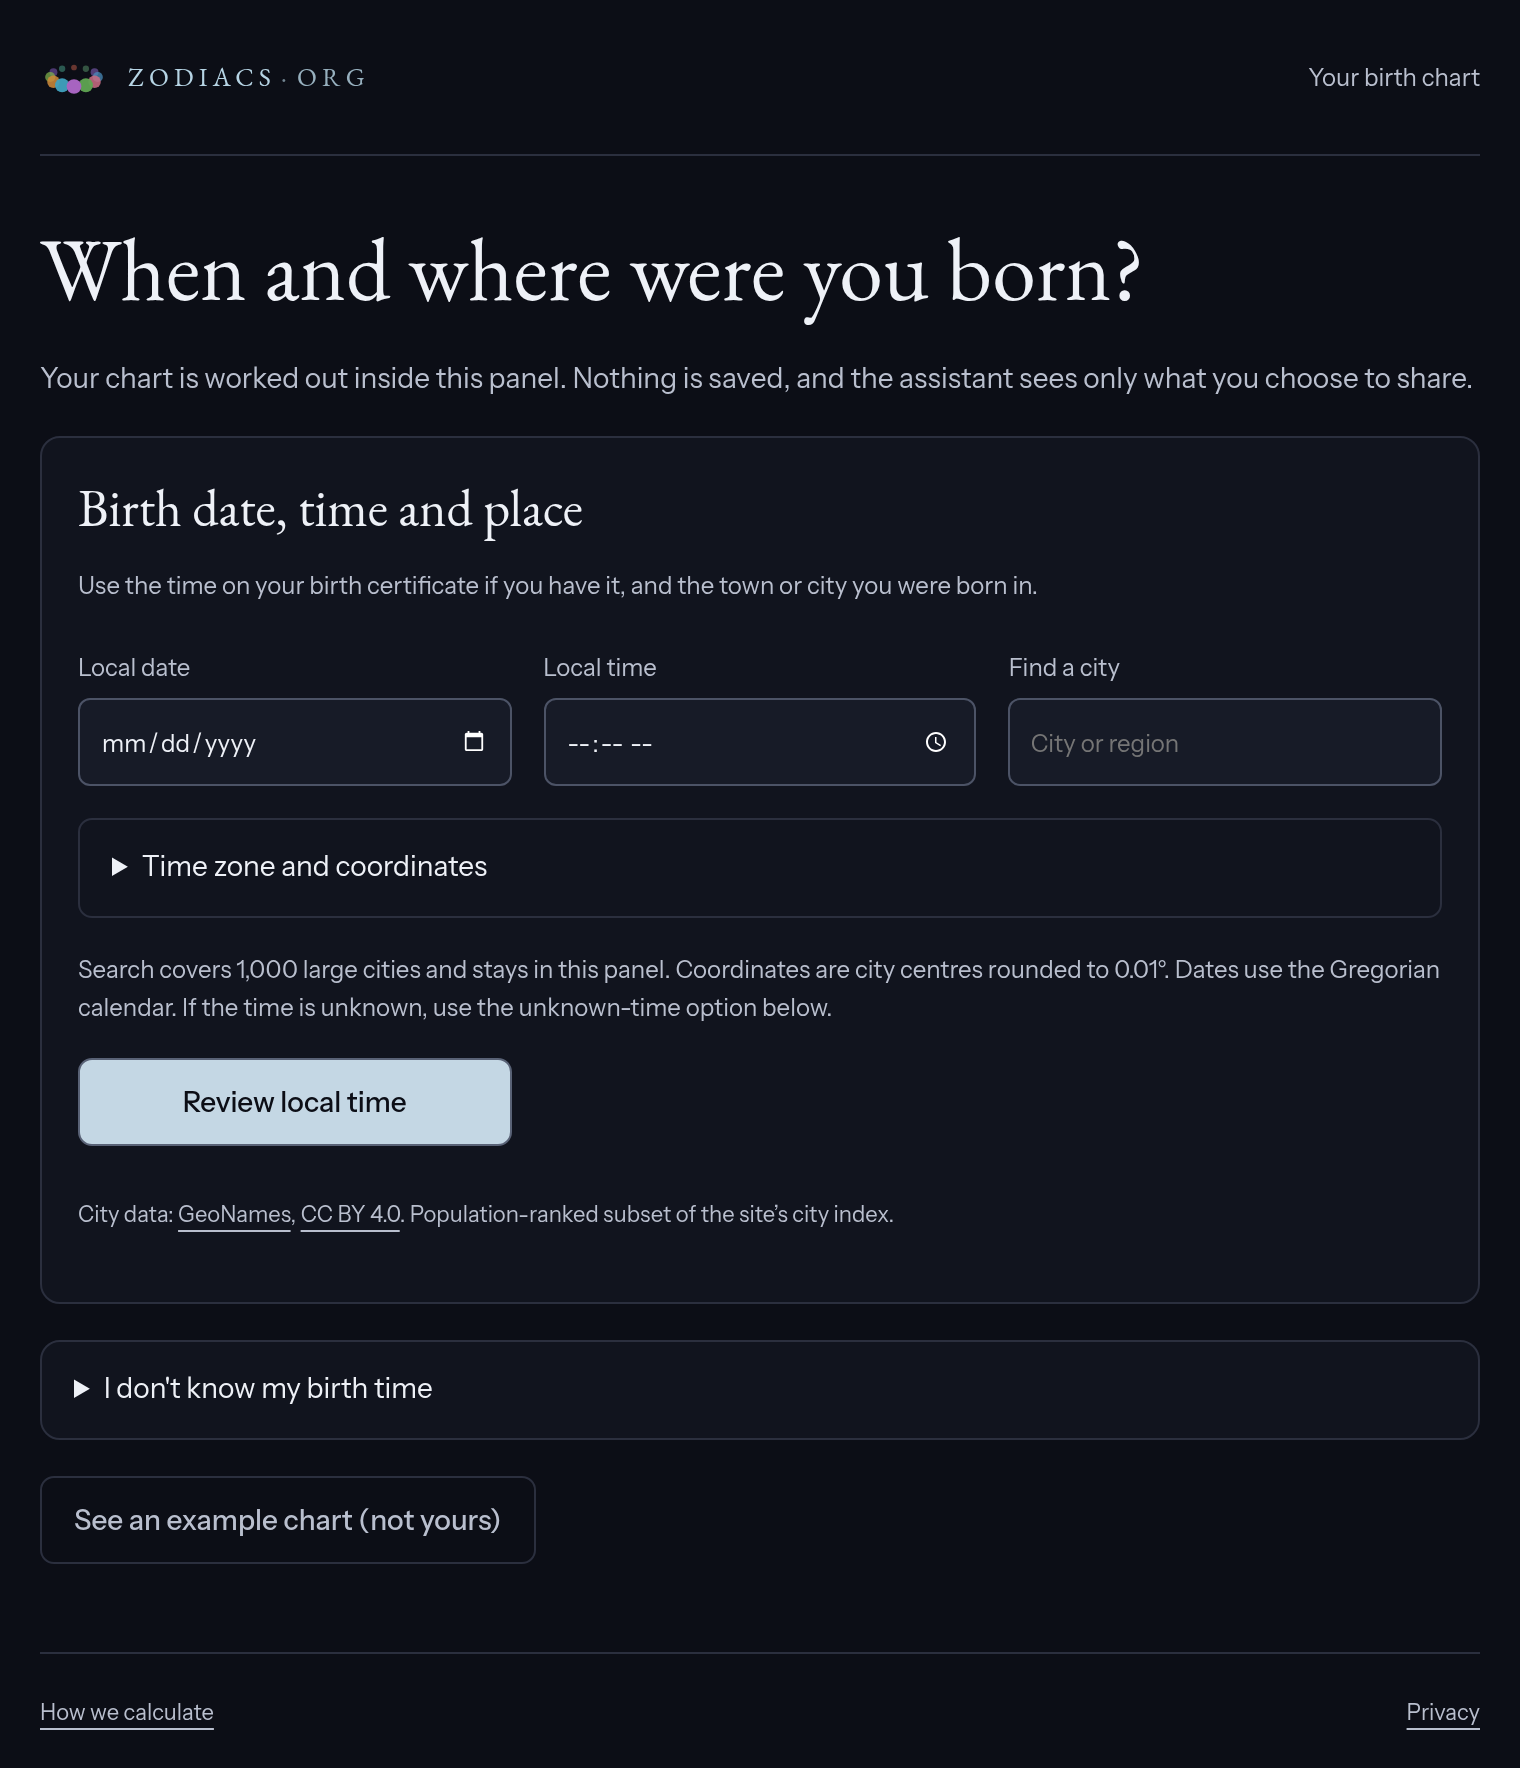 ZODIACS·ORG
Your birth chart
When and where were you born?
Your chart is worked out inside this panel. Nothing is saved, and the assistant sees only what you choose to share.
Birth date, time and place
Use the time on your birth certificate if you have it, and the town or city you were born in.
Local date
Local time
Find a city
mm/dd/yyyy
--:-- --
City or region
Time zone and coordinates
Search covers 1,000 large cities and stays in this panel. Coordinates are city centres rounded to 0.01°. Dates use the Gregorian
calendar. If the time is unknown, use the unknown-time option below.
Review local time
City data: GeoNames, CC BY 4.0. Population-ranked subset of the site’s city index.
I don't know my birth time
See an example chart (not yours)
How we calculate
Privacy